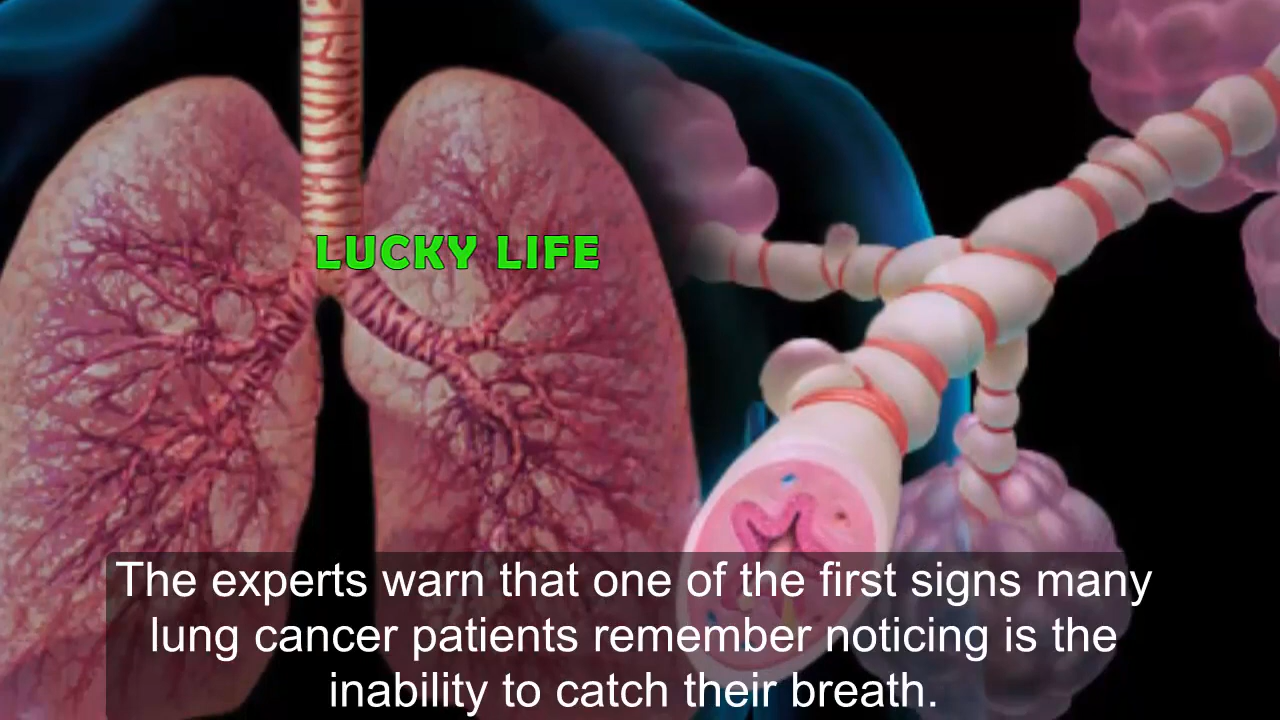 LUCKY LIFE
The experts warn that one of the first signs many
lung cancer patients remember noticing is the
inability to catch their breath.